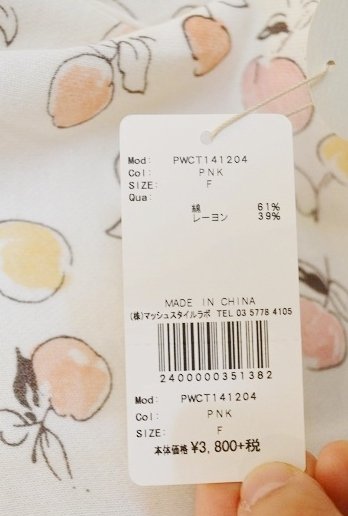 Mod: PWCT141204
Col: PNK
SIZE: F
Qua:
綿 61%
レーヨン 39%
MADE IN CHINA
(株)マッシュスタイルラボ TEL 03 5778 4105
2400000351382
Mod: PWCT141204
Col: PNK
SIZE: F
本体価格 ¥3,800+税